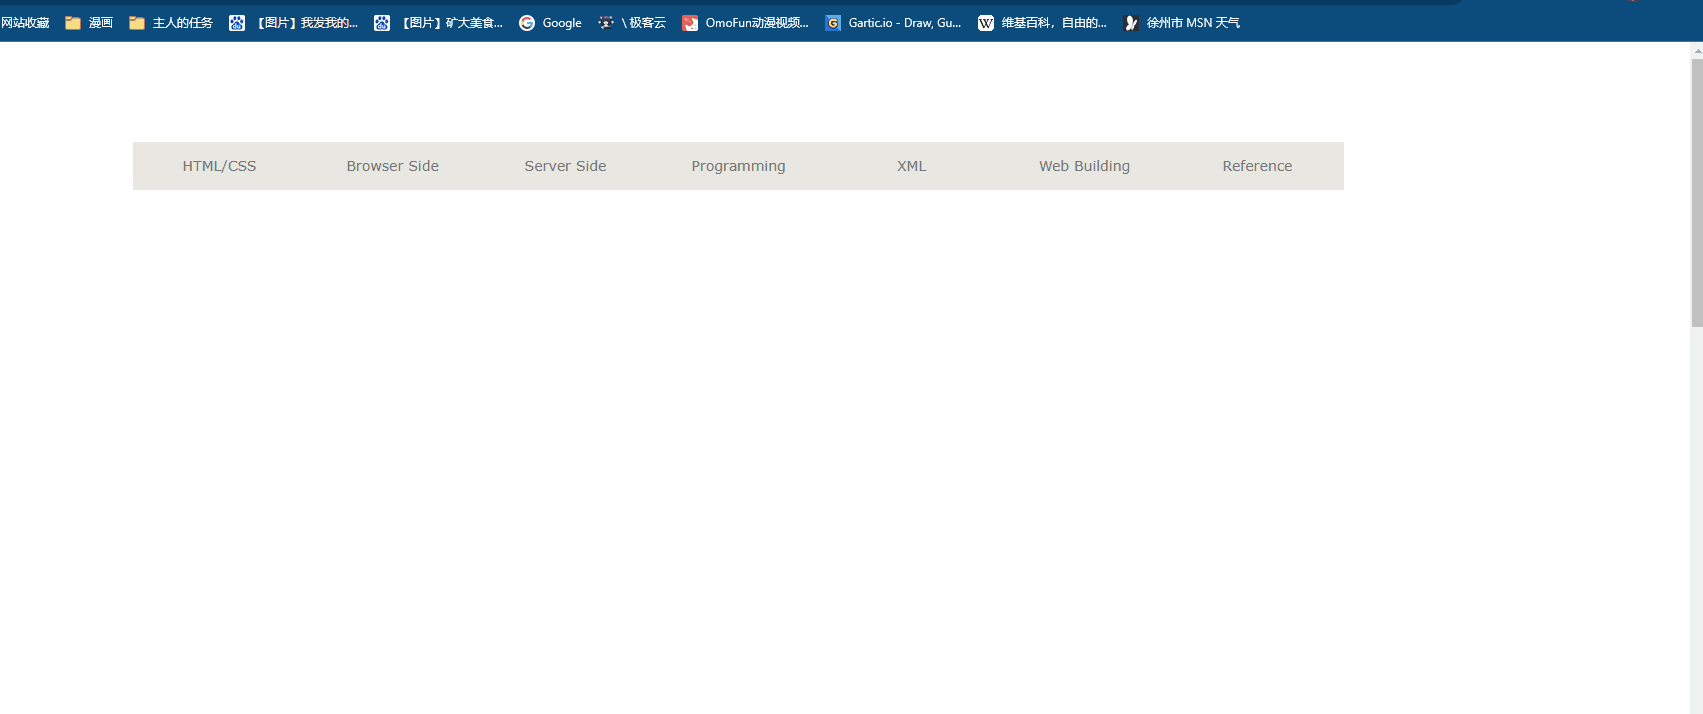 网站收藏 漫画 主人的任务 【图片】我发我的... 【图片】矿大美食... Google \ 极客云 OmoFun动漫视频... Gartic.io - Draw, Gu... 维基百科，自由的... 徐州市 MSN 天气
HTML/CSS Browser Side Server Side Programming XML Web Building Reference